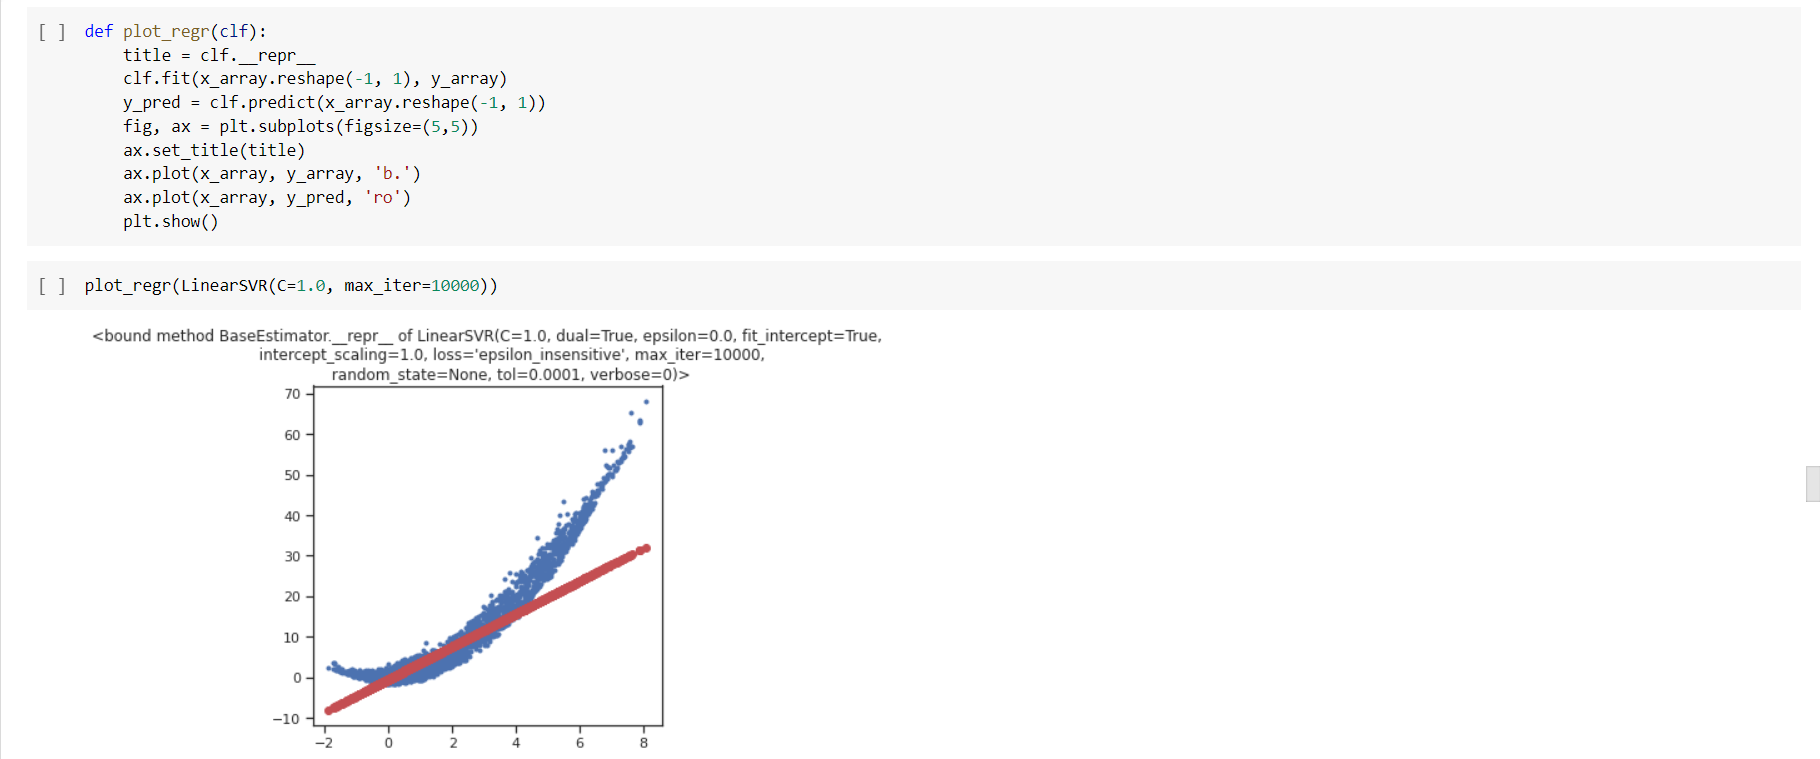 [ ] def plot_regr(clf):
title = clf.__repr__
clf.fit(x_array.reshape(-1, 1), y_array)
y_pred = clf.predict(x_array.reshape(-1, 1))
fig, ax = plt.subplots(figsize=(5,5))
ax.set_title(title)
ax.plot(x_array, y_array, 'b.')
ax.plot(x_array, y_pred, 'ro')
plt.show()
[ ] plot_regr(LinearSVR(C=1.0, max_iter=10000))
<bound method BaseEstimator.__repr__ of LinearSVR(C=1.0, dual=True, epsilon=0.0, fit_intercept=True,
intercept_scaling=1.0, loss='epsilon_insensitive', max_iter=10000,
random_state=None, tol=0.0001, verbose=0)>
70
60
50
40
30
20
10
0
−10
−2 0 2 4 6 8